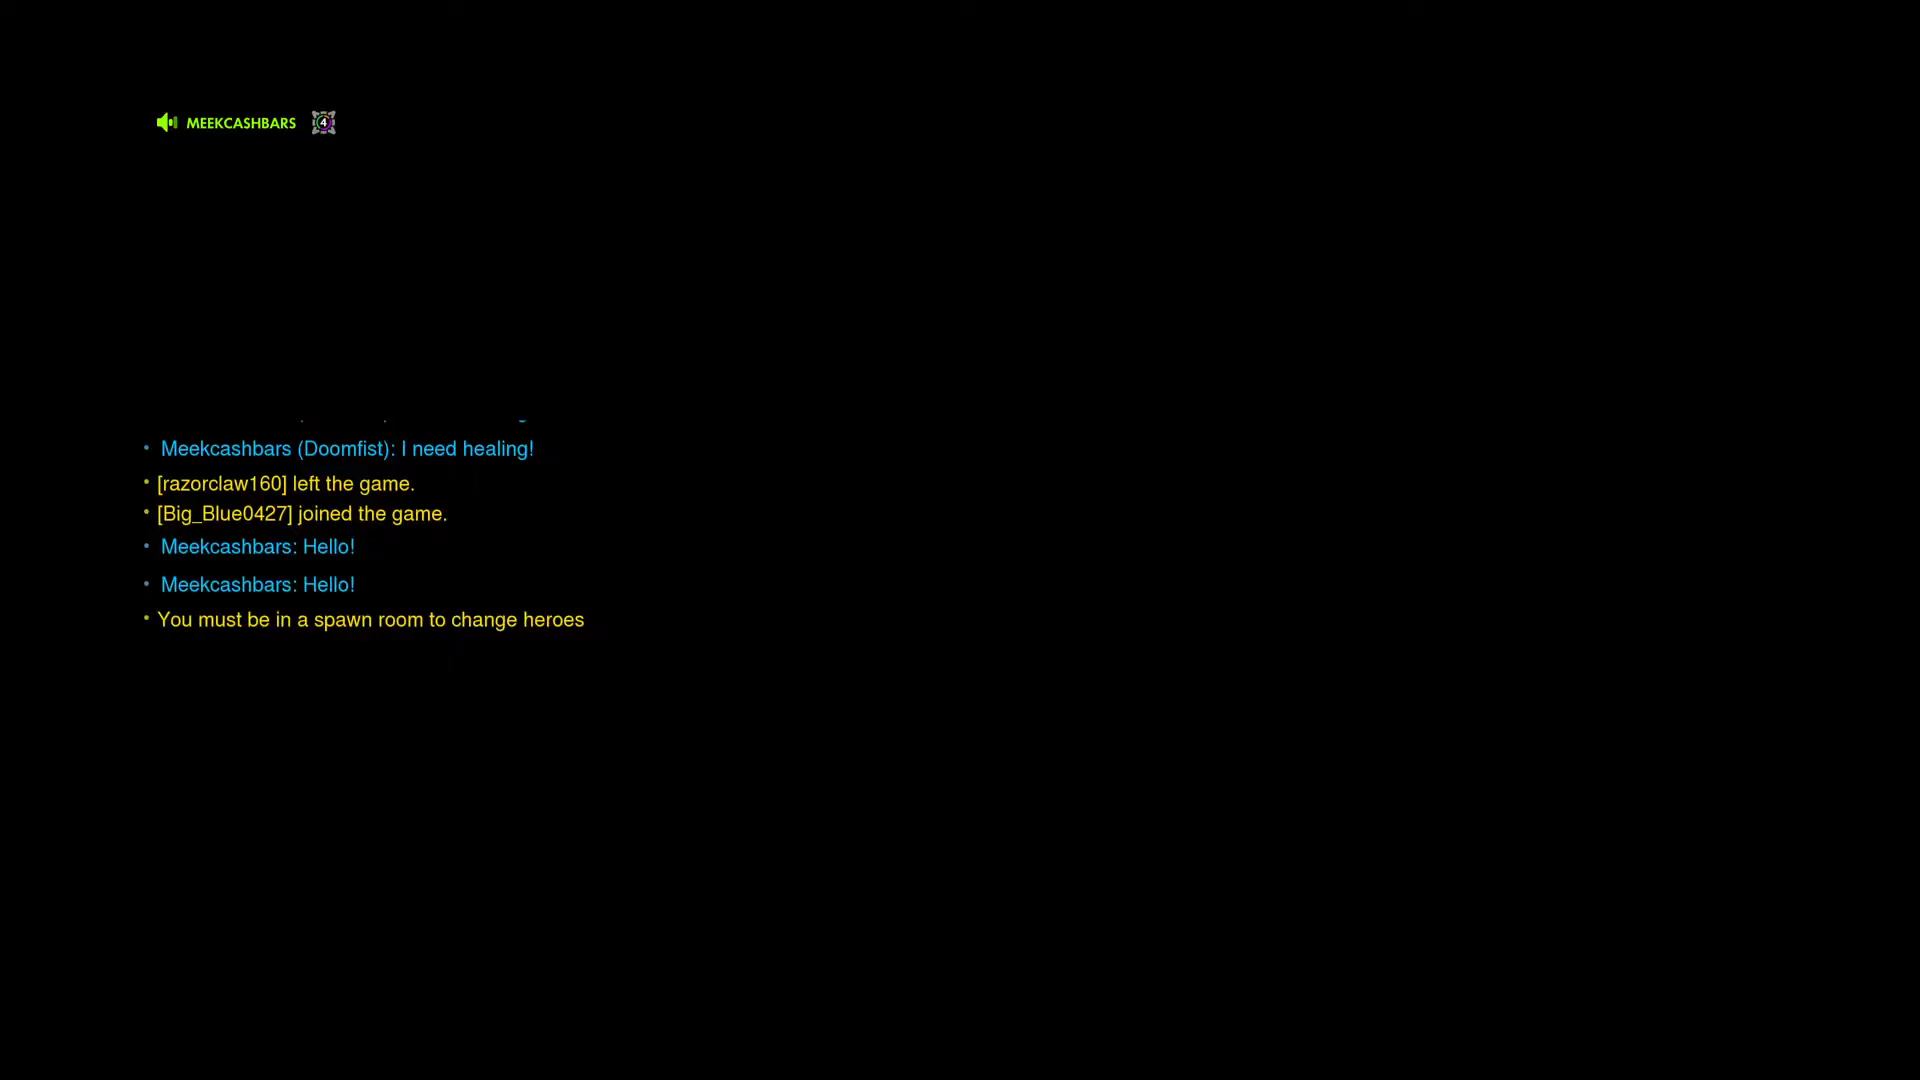 MEEKCASHBARS 4
Meekcashbars (Doomfist): I need healing!
[razorclaw160] left the game.
[Big_Blue0427] joined the game.
Meekcashbars: Hello!
Meekcashbars: Hello!
You must be in a spawn room to change heroes